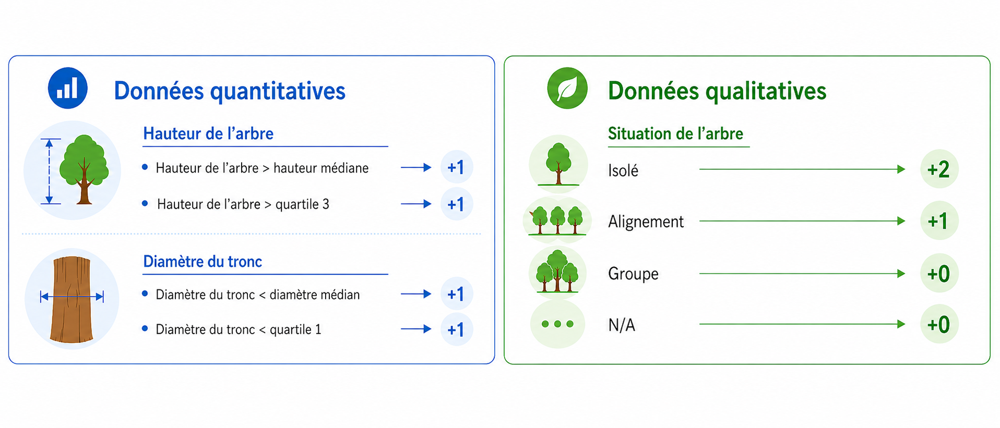 Données quantitatives
Hauteur de l’arbre
• Hauteur de l’arbre > hauteur médiane +1
• Hauteur de l’arbre > quartile 3 +1
Diamètre du tronc
• Diamètre du tronc < diamètre médian +1
• Diamètre du tronc < quartile 1 +1
Données qualitatives
Situation de l’arbre
Isolé +2
Alignement +1
Groupe +0
N/A +0